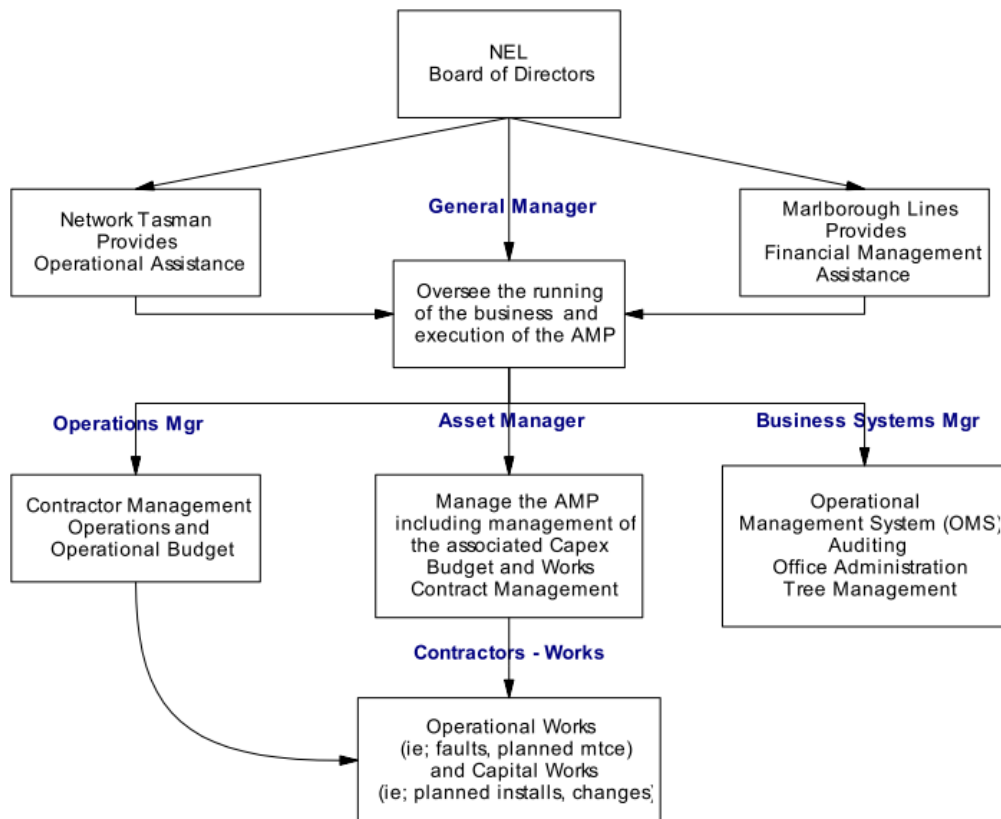 NEL
Board of Directors
Network Tasman
Provides
Operational Assistance
General Manager
Marlborough Lines
Provides
Financial Management
Assistance
Oversee the running
of the business and
execution of the AMP
Operations Mgr
Asset Manager
Business Systems Mgr
Contractor Management
Operations and
Operational Budget
Manage the AMP
including management of
the associated Capex
Budget and Works
Contract Management
Operational
Management System (OMS)
Auditing
Office Administration
Tree Management
Contractors - Works
Operational Works
(ie; faults, planned mtce)
and Capital Works
(ie; planned installs, changes)